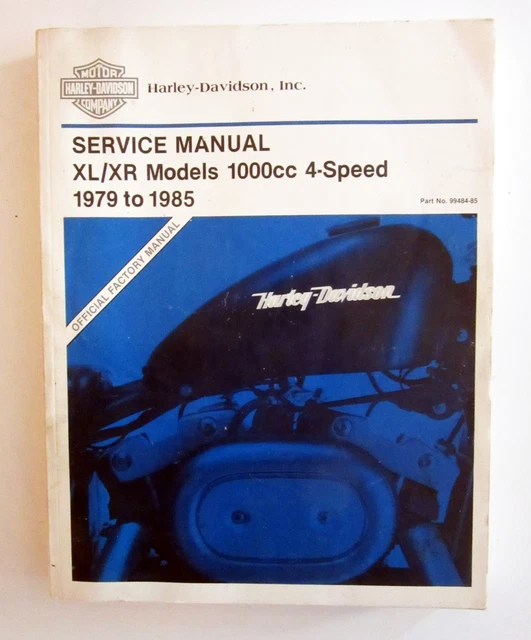 MOTOR
HARLEY-DAVIDSON
COMPANY
Harley-Davidson, Inc.
SERVICE MANUAL
XL/XR Models 1000cc 4-Speed
1979 to 1985
Part No. 99484-85
OFFICIAL FACTORY MANUAL
Harley-Davidson